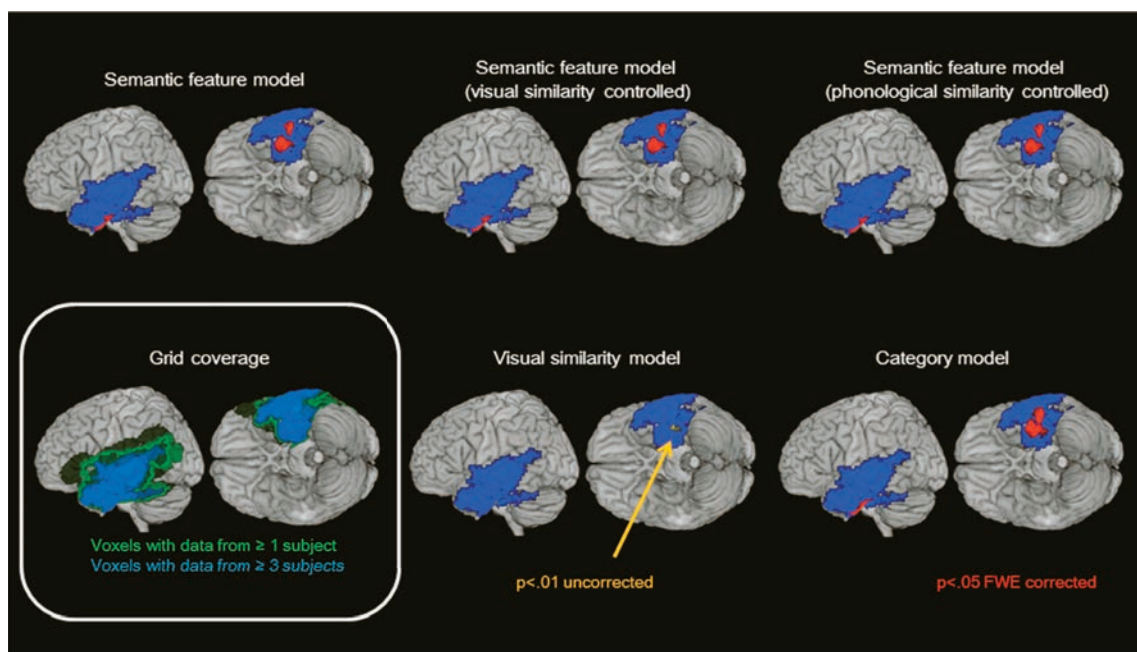 Semantic feature model
Semantic feature model
(visual similarity controlled)
Semantic feature model
(phonological similarity controlled)
Grid coverage
Voxels with data from ≥ 1 subject
Voxels with data from ≥ 3 subjects
Visual similarity model
p<.01 uncorrected
Category model
p<.05 FWE corrected